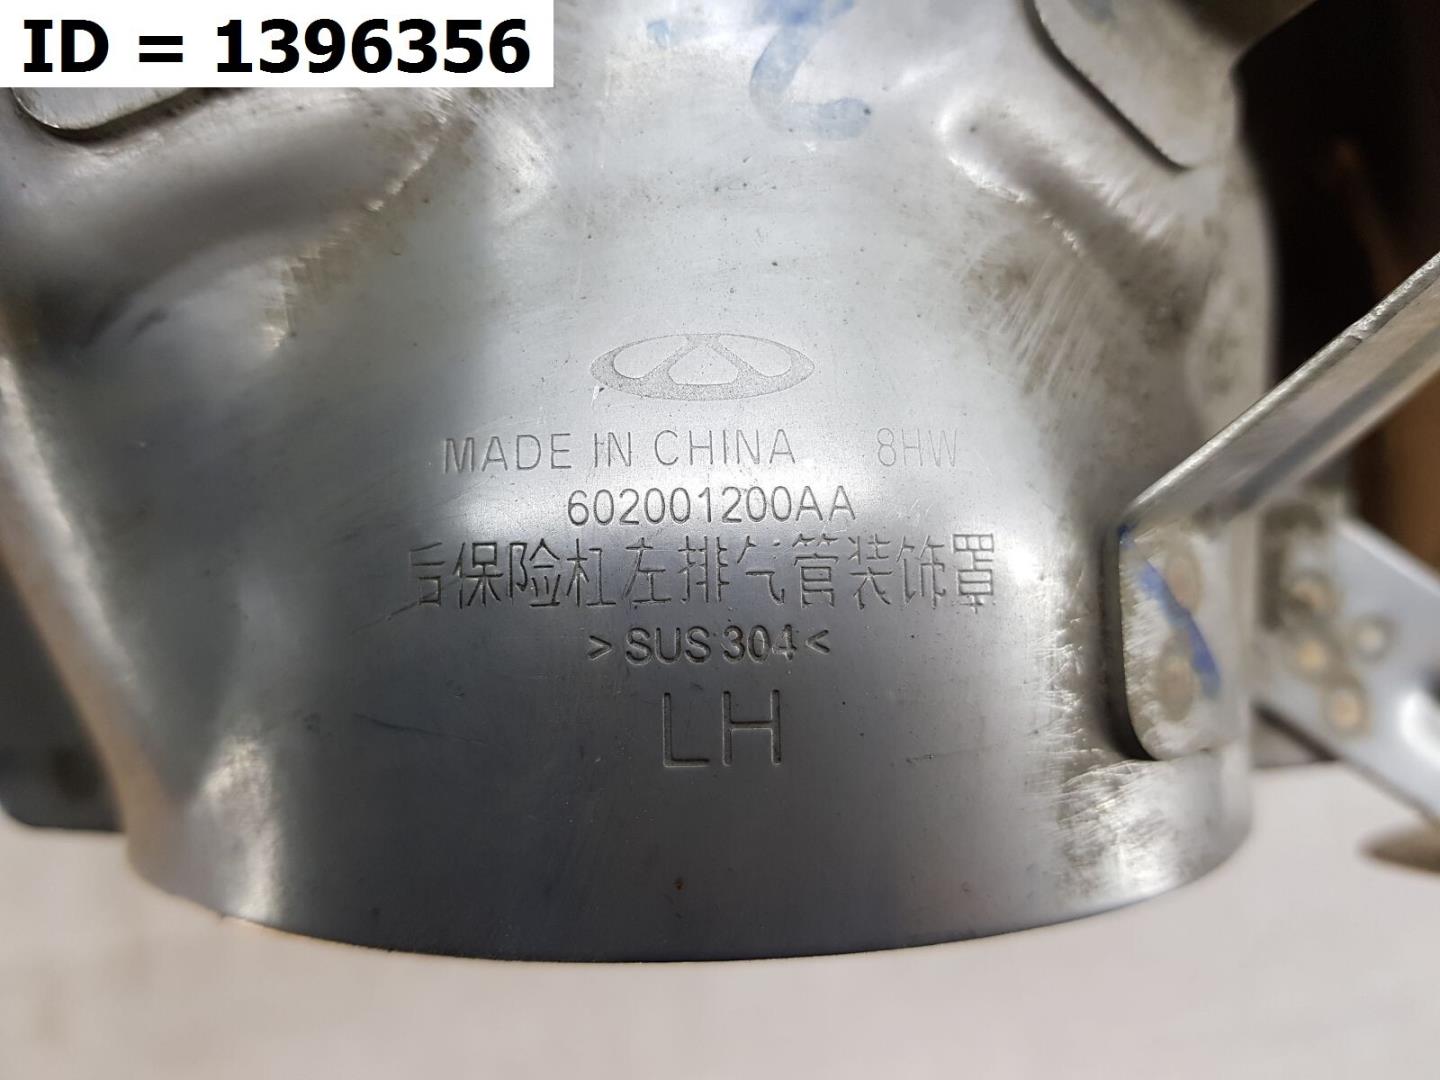 ID = 1396356
MADE IN CHINA 8HW
602001200AA
后保险杠左排气管装饰罩
>SUS 304<
LH